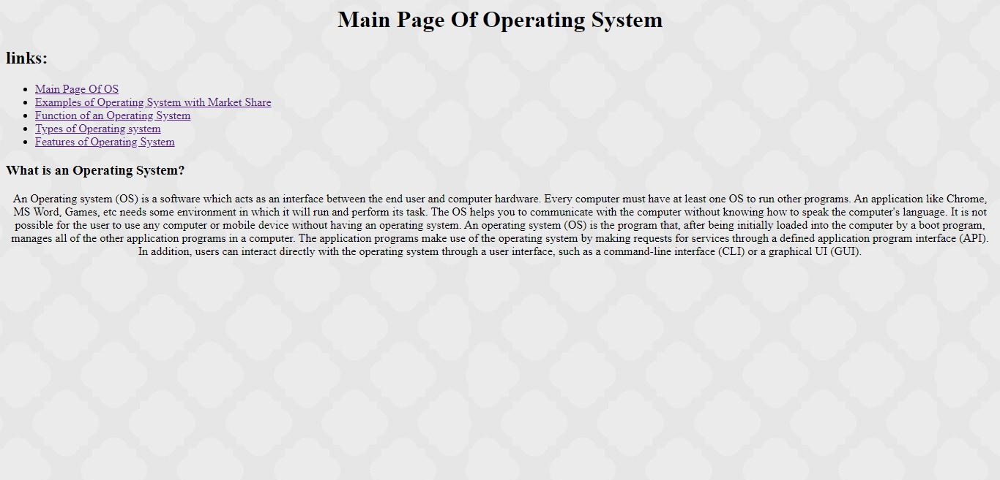 Main Page Of Operating System
links:
Main Page Of OS
Examples of Operating System with Market Share
Function of an Operating System
Types of Operating system
Features of Operating System
What is an Operating System?
An Operating system (OS) is a software which acts as an interface between the end user and computer hardware. Every computer must have at least one OS to run other programs. An application like Chrome,
MS Word, Games, etc needs some environment in which it will run and perform its task. The OS helps you to communicate with the computer without knowing how to speak the computer's language. It is not
possible for the user to use any computer or mobile device without having an operating system. An operating system (OS) is the program that, after being initially loaded into the computer by a boot program,
manages all of the other application programs in a computer. The application programs make use of the operating system by making requests for services through a defined application program interface (API).
In addition, users can interact directly with the operating system through a user interface, such as a command-line interface (CLI) or a graphical UI (GUI).